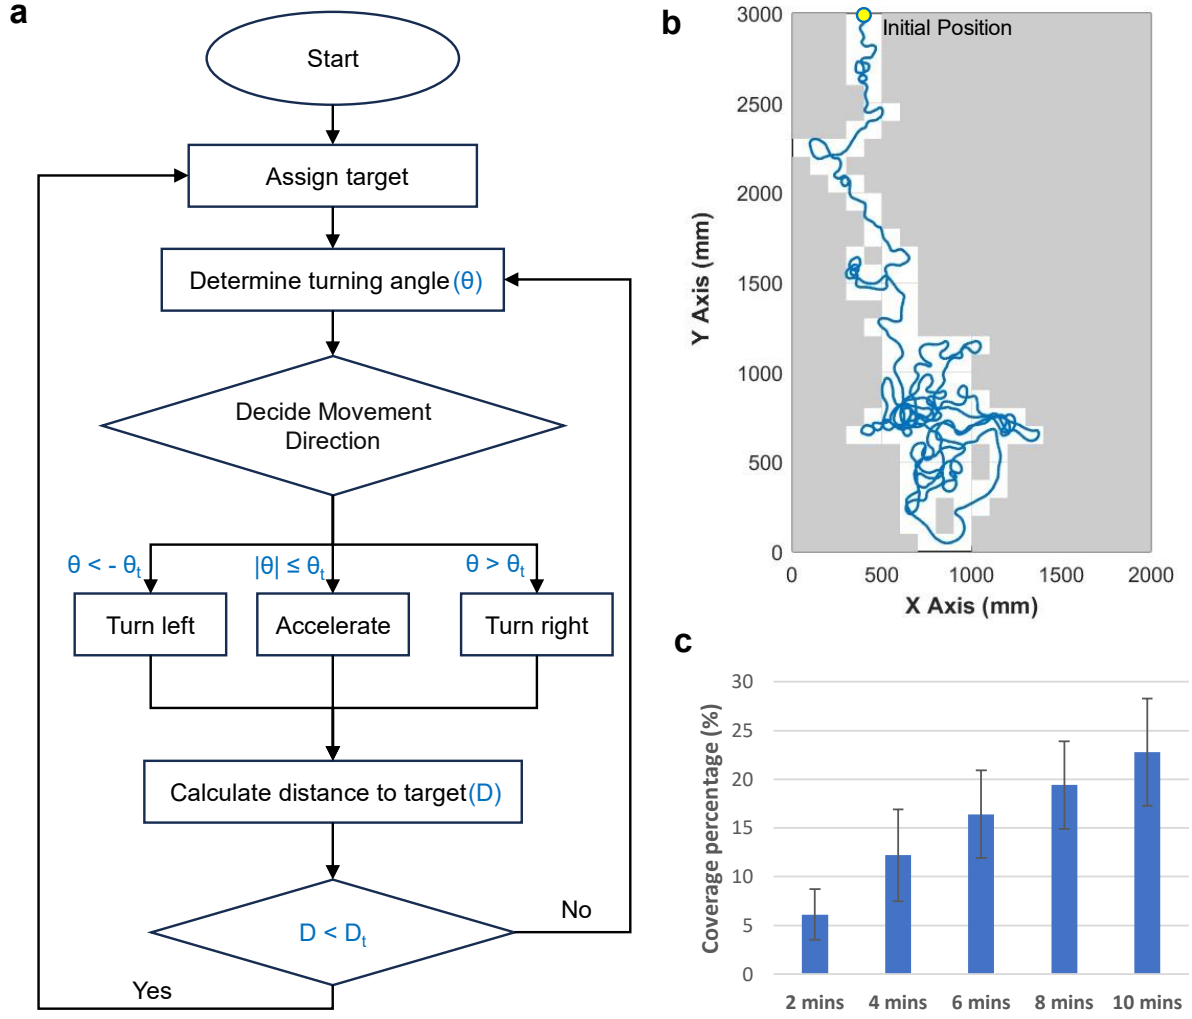 a
Start
Assign target
Determine turning angle(θ)
Decide Movement
Direction
θ < - θt
|θ| ≤ θt
θ > θt
Turn left
Accelerate
Turn right
Calculate distance to target(D)
D < Dt
No
Yes
b
Initial Position
3000
2500
2000
1500
1000
500
0
Y Axis (mm)
0 500 1000 1500 2000
X Axis (mm)
c
30
25
20
15
10
5
0
Coverage percentage (%)
2 mins 4 mins 6 mins 8 mins 10 mins